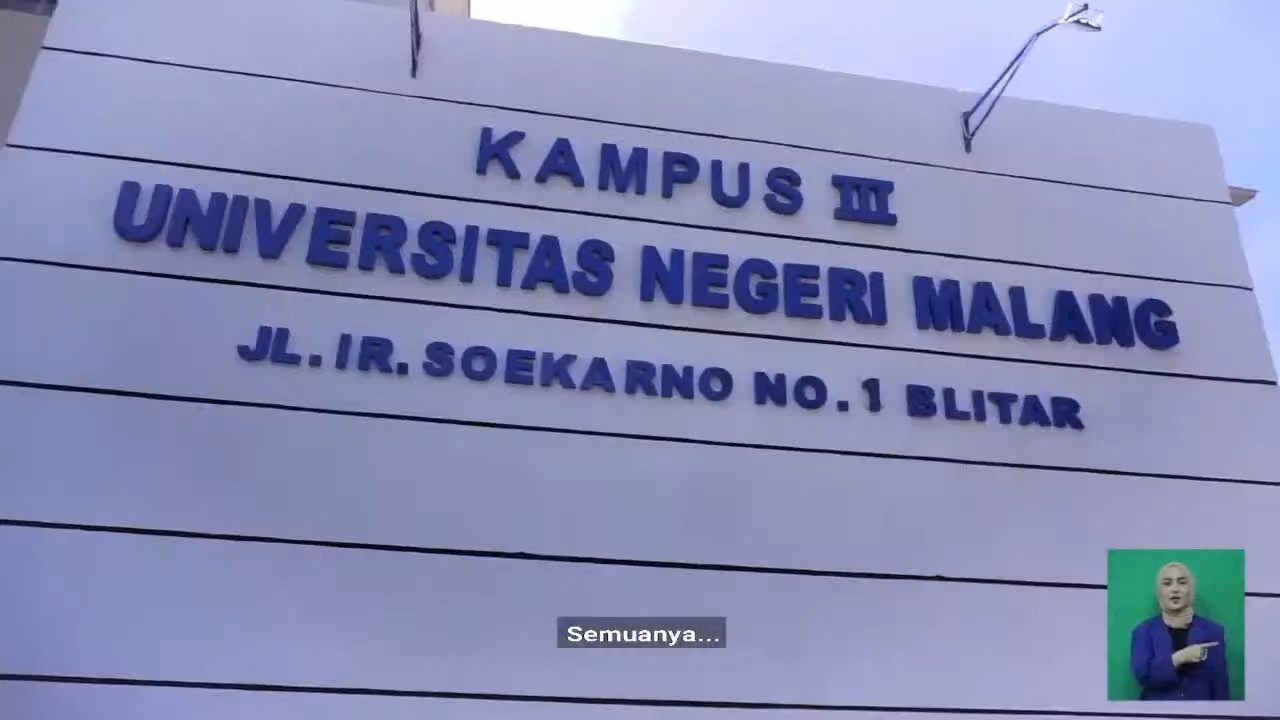 KAMPUS III
UNIVERSITAS NEGERI MALANG
JL. IR. SOEKARNO NO. 1 BLITAR
Semuanya...